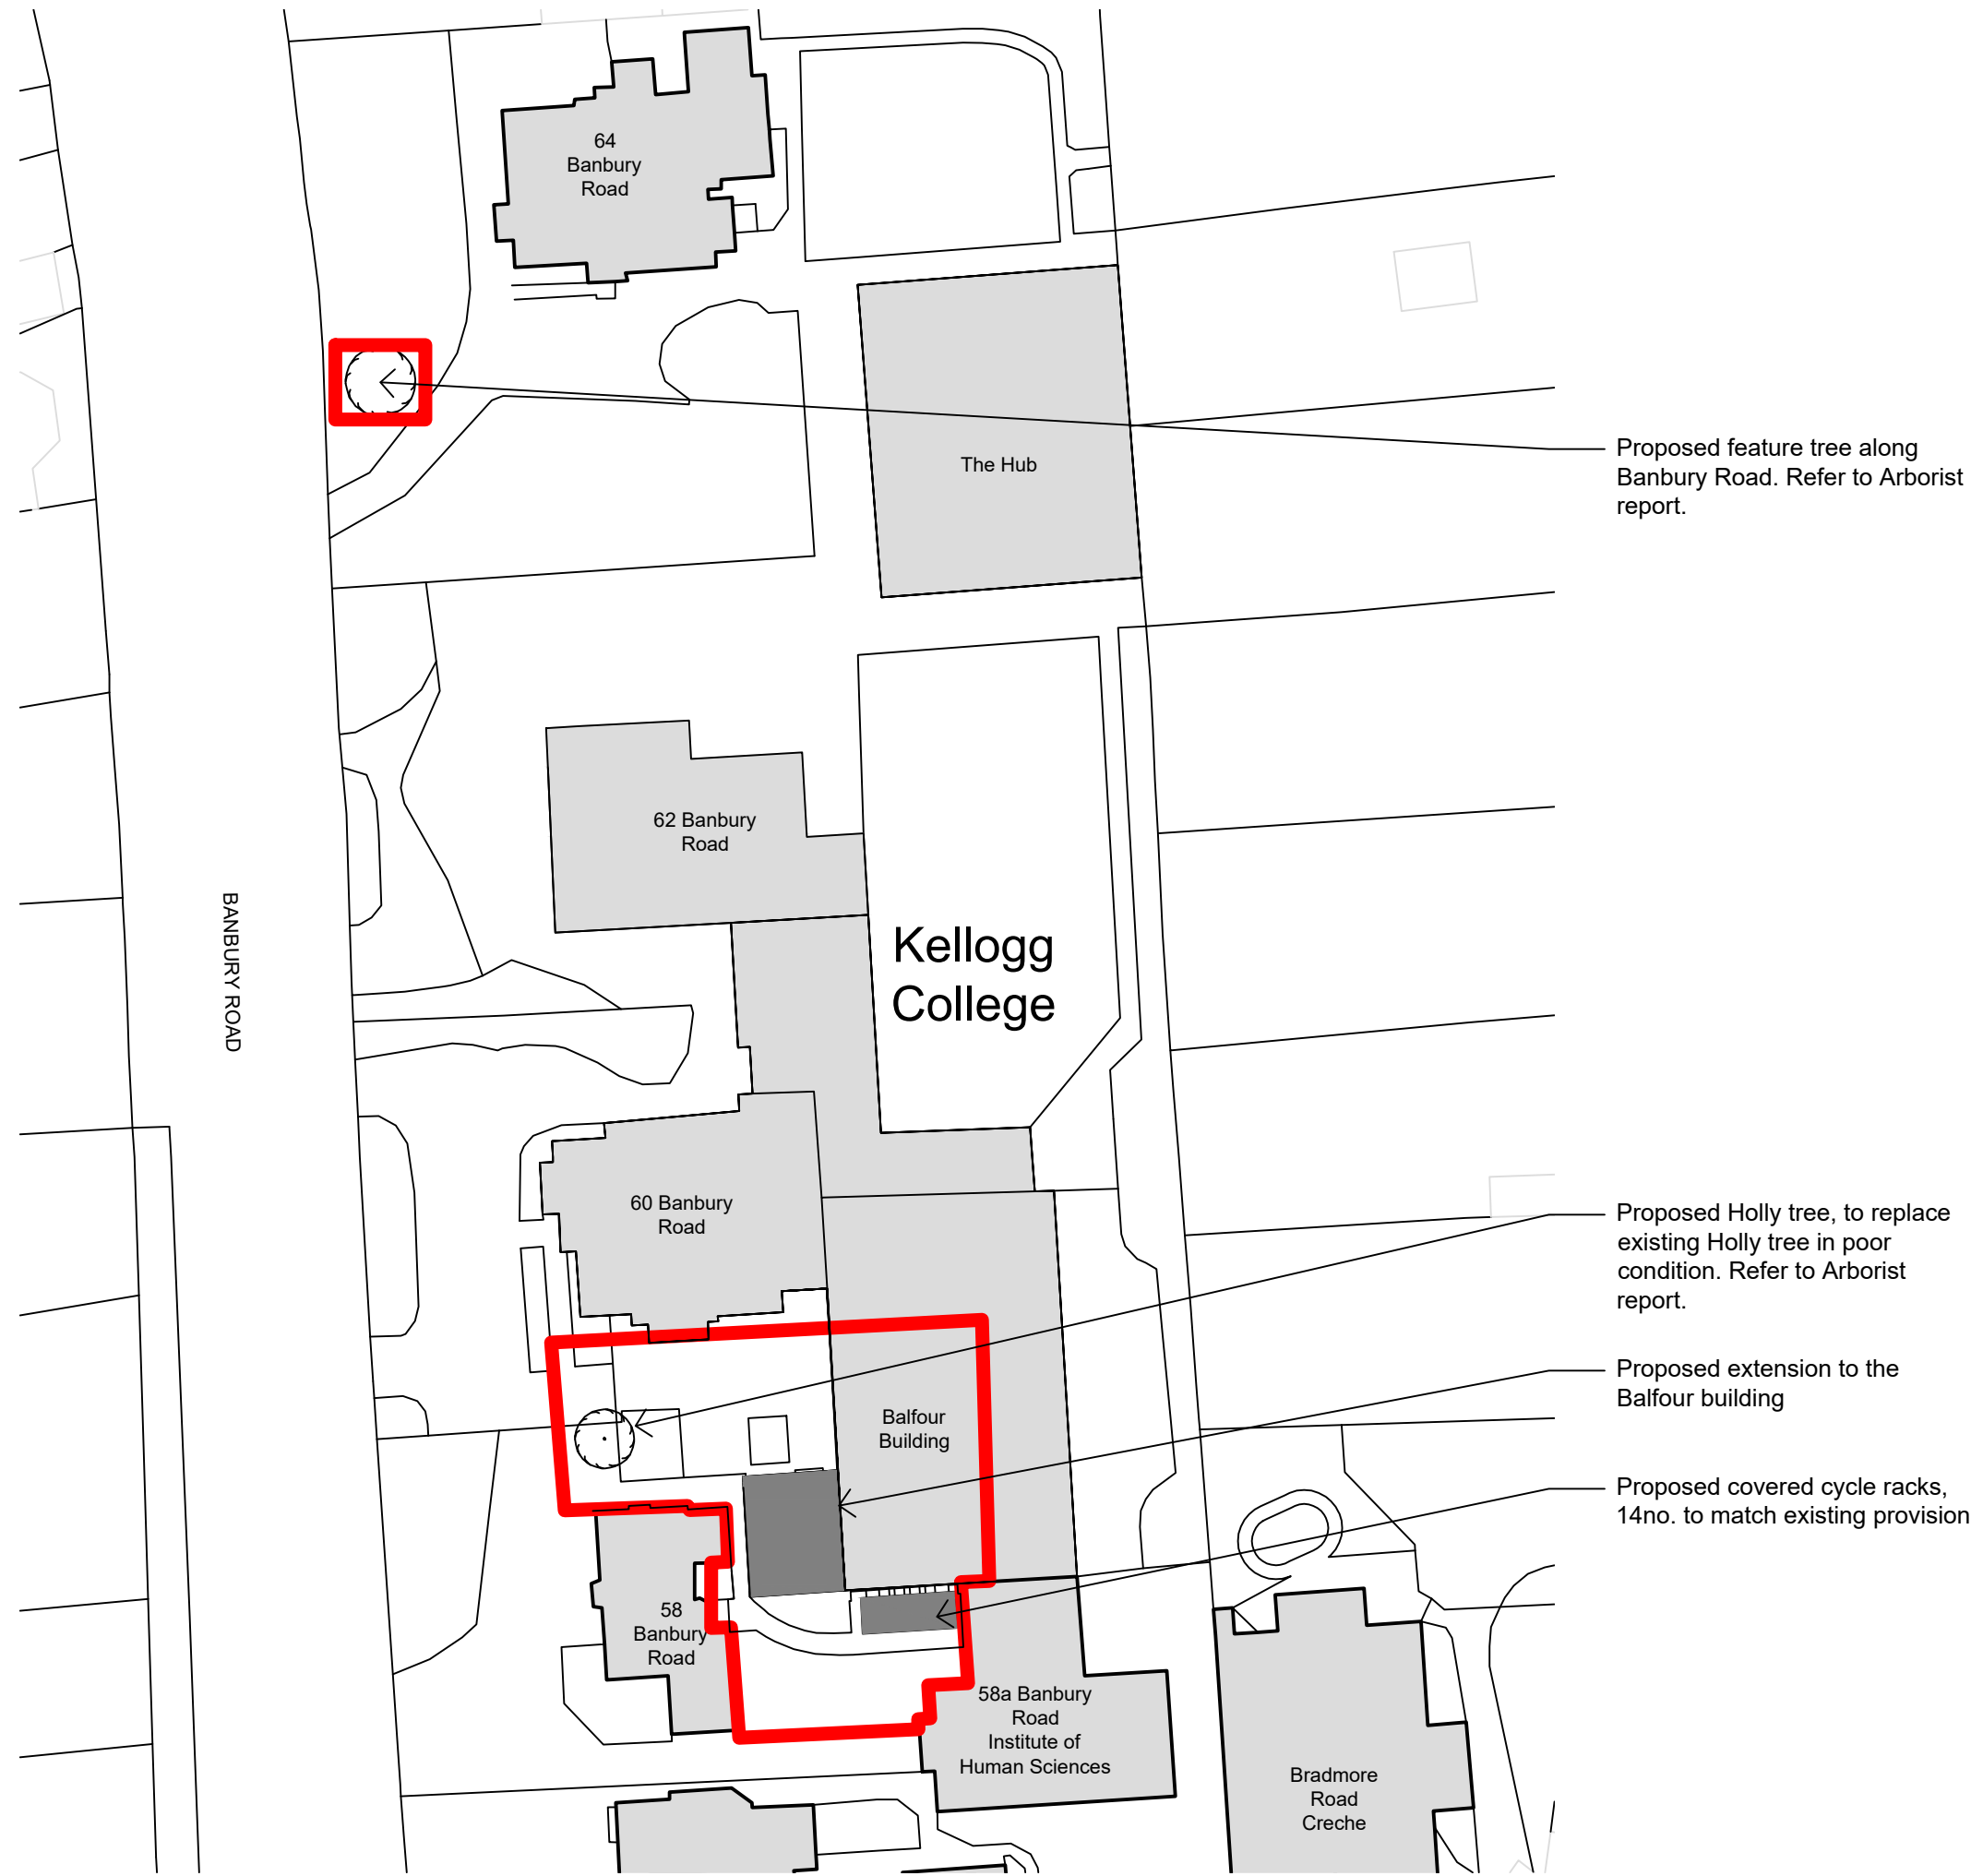 64
Banbury
Road
The Hub
Proposed feature tree along
Banbury Road. Refer to Arborist
report.
62 Banbury
Road
BANBURY ROAD
Kellogg
College
60 Banbury
Road
Proposed Holly tree, to replace
existing Holly tree in poor
condition. Refer to Arborist
report.
Proposed extension to the
Balfour building
Balfour
Building
Proposed covered cycle racks,
14no. to match existing provision
58
Banbury
Road
58a Banbury
Road
Institute of
Human Sciences
Bradmore
Road
Creche